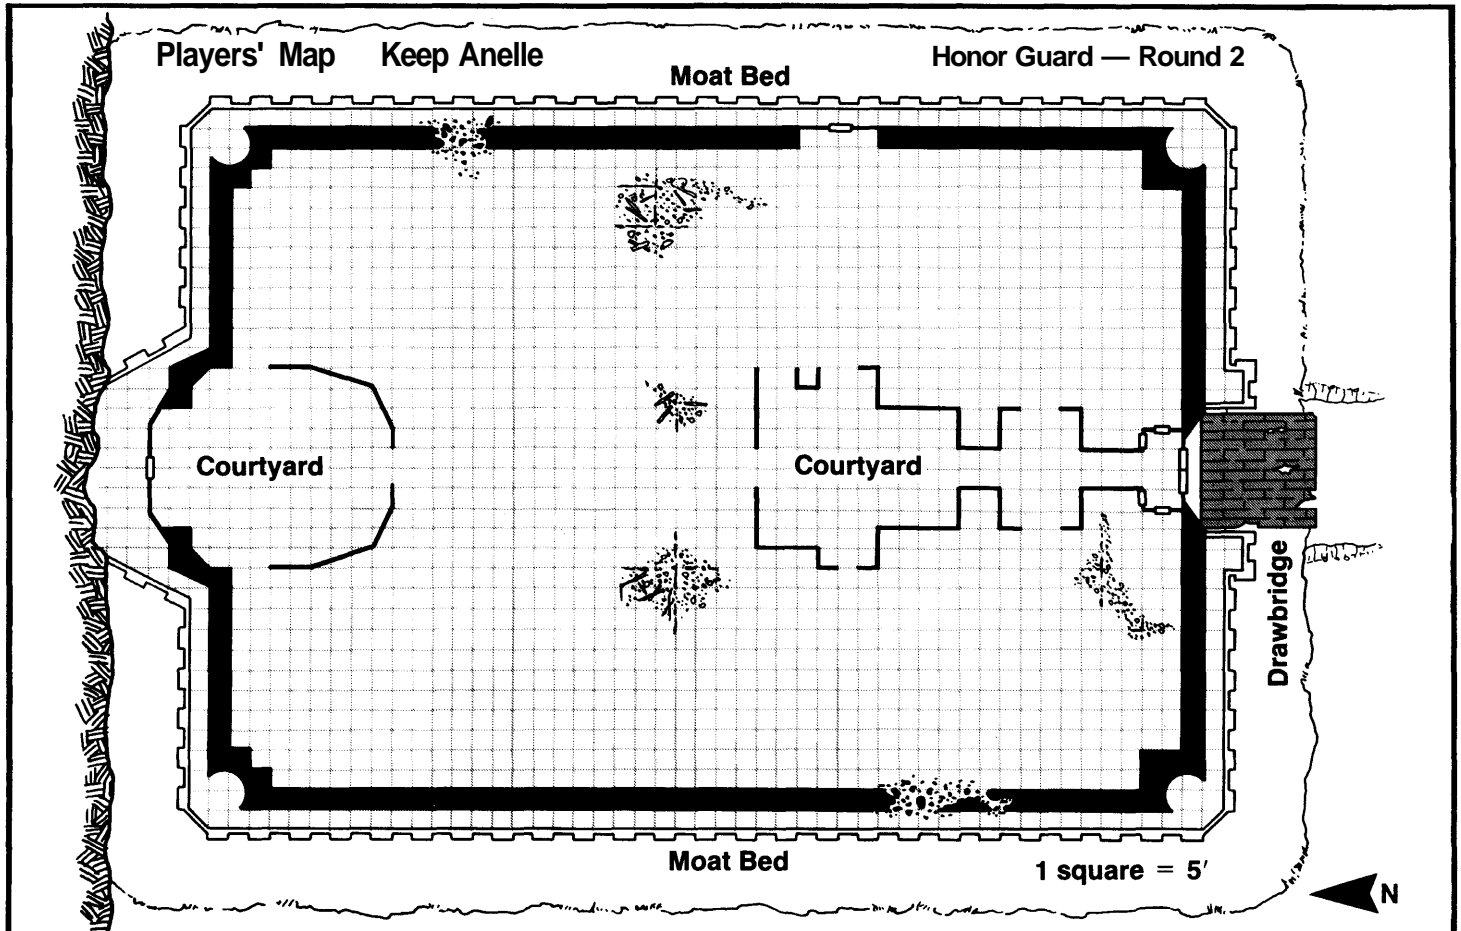 Players' Map Keep Anelle
Honor Guard — Round 2
Moat Bed
Courtyard
Courtyard
Drawbridge
Moat Bed
1 square = 5'
N